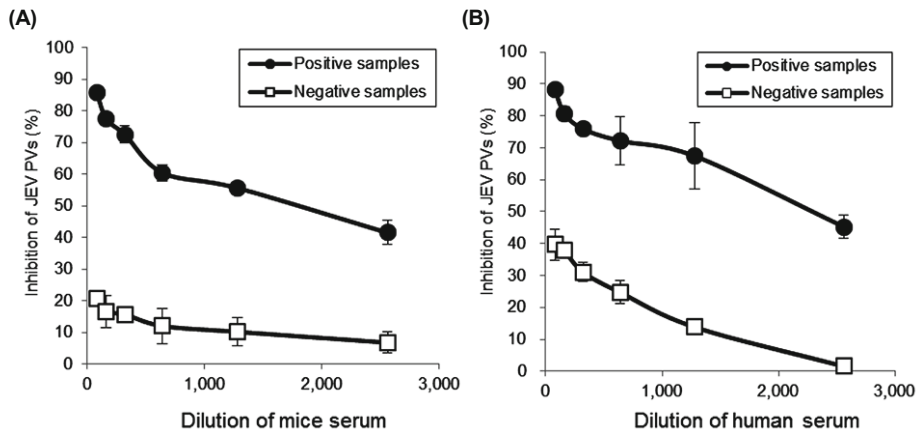 (A)
100
90
80
70
60
50
40
30
20
10
0
Inhibition of JEV PVs (%)
Positive samples
Negative samples
0 1,000 2,000 3,000
Dilution of mice serum
(B)
100
90
80
70
60
50
40
30
20
10
0
Inhibition of JEV PVs (%)
Positive samples
Negative samples
0 1,000 2,000 3,000
Dilution of human serum